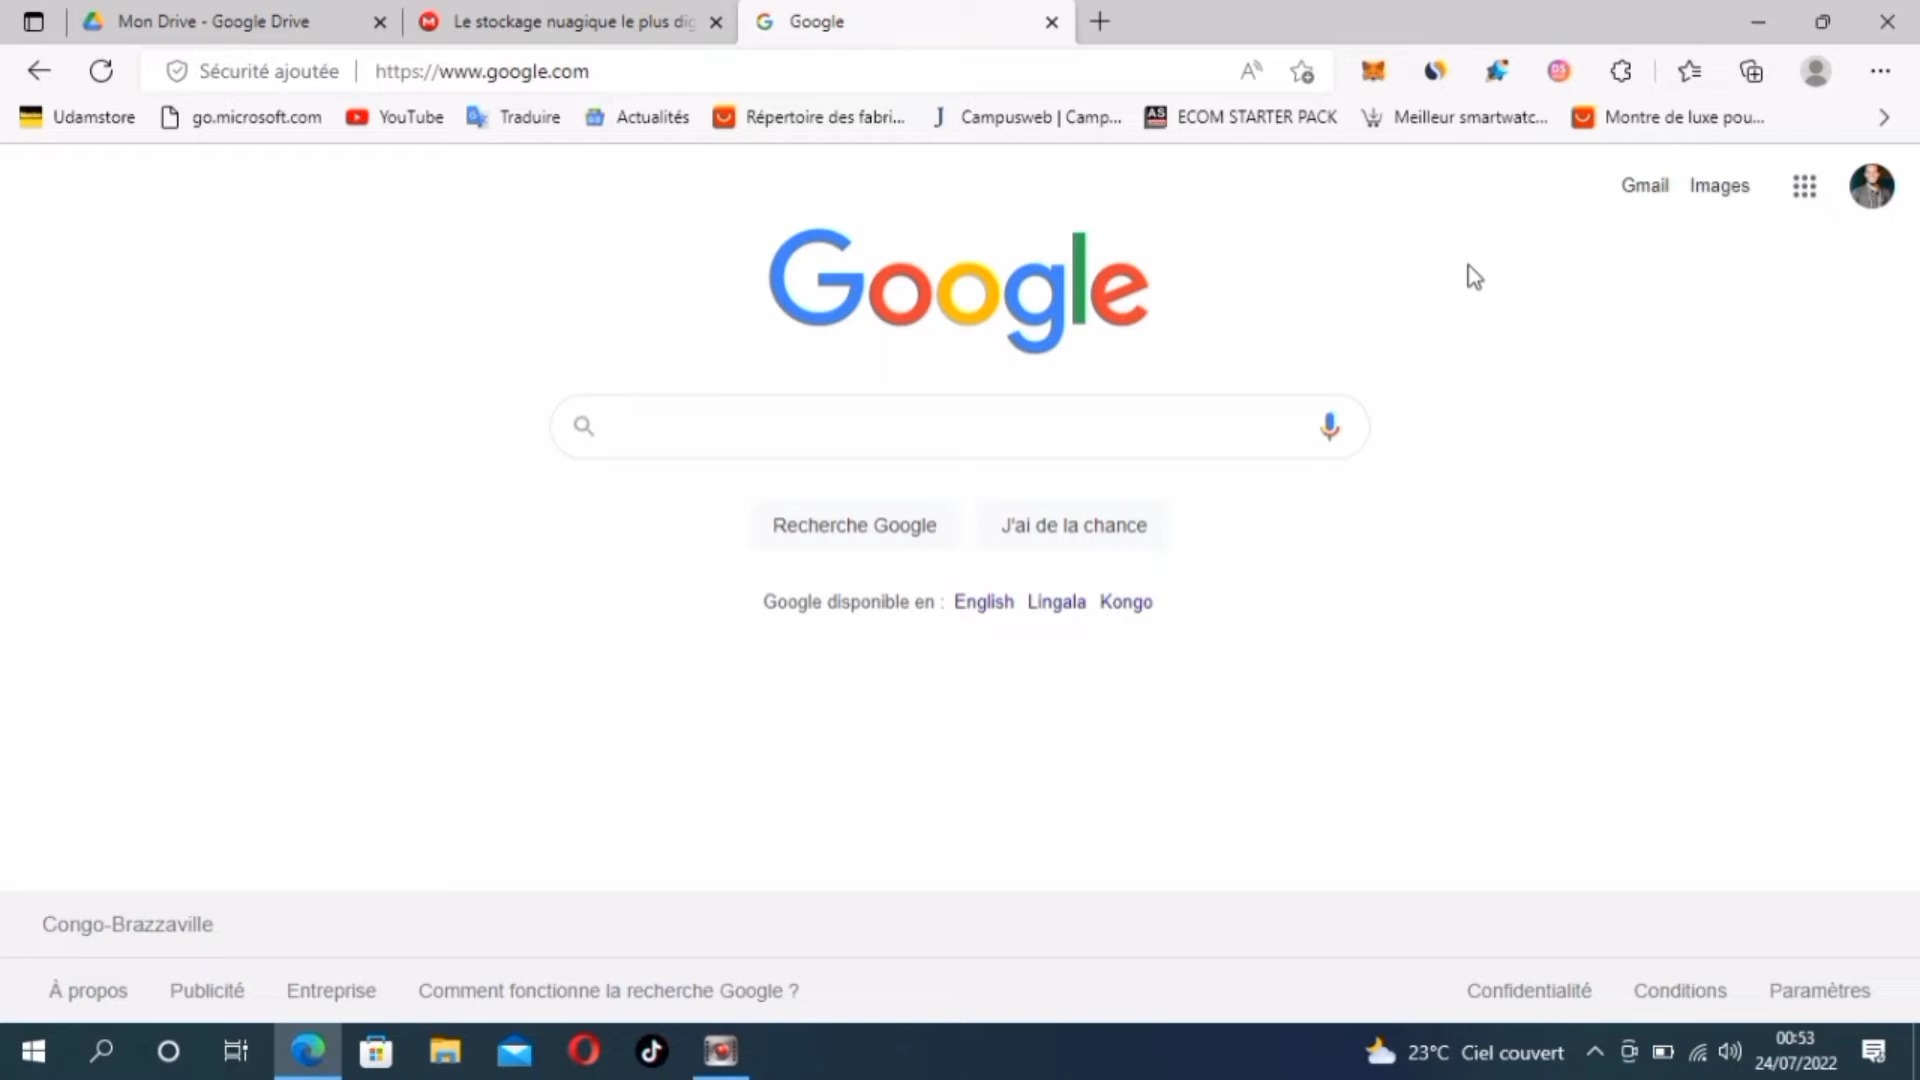 Mon Drive - Google Drive
Le stockage nuagique le plus dig
Google
Sécurité ajoutée
https://www.google.com
Udamstore
go.microsoft.com
YouTube
Traduire
Actualités
Répertoire des fabri...
Campusweb | Camp...
ECOM STARTER PACK
Meilleur smartwatc...
Montre de luxe pou...
Gmail
Images
Google
Recherche Google
J'ai de la chance
Google disponible en : English Lingala Kongo
Congo-Brazzaville
À propos
Publicité
Entreprise
Comment fonctionne la recherche Google ?
Confidentialité
Conditions
Paramètres
23°C Ciel couvert
00:53
24/07/2022